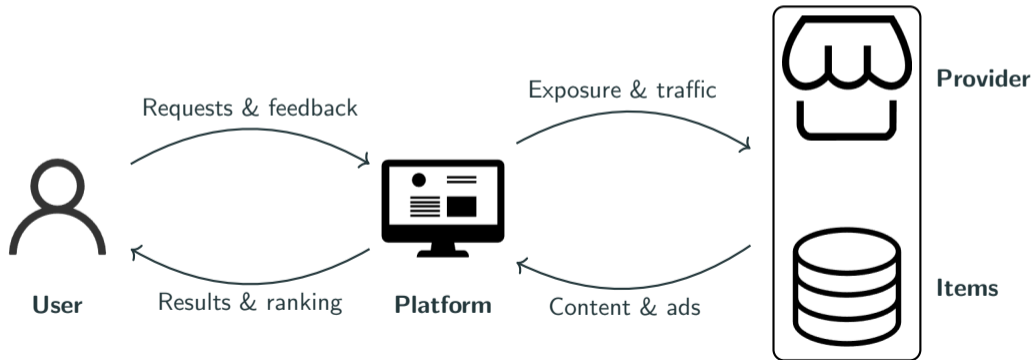 Provider
Exposure & traffic
Requests & feedback
User
Results & ranking
Platform
Content & ads
Items